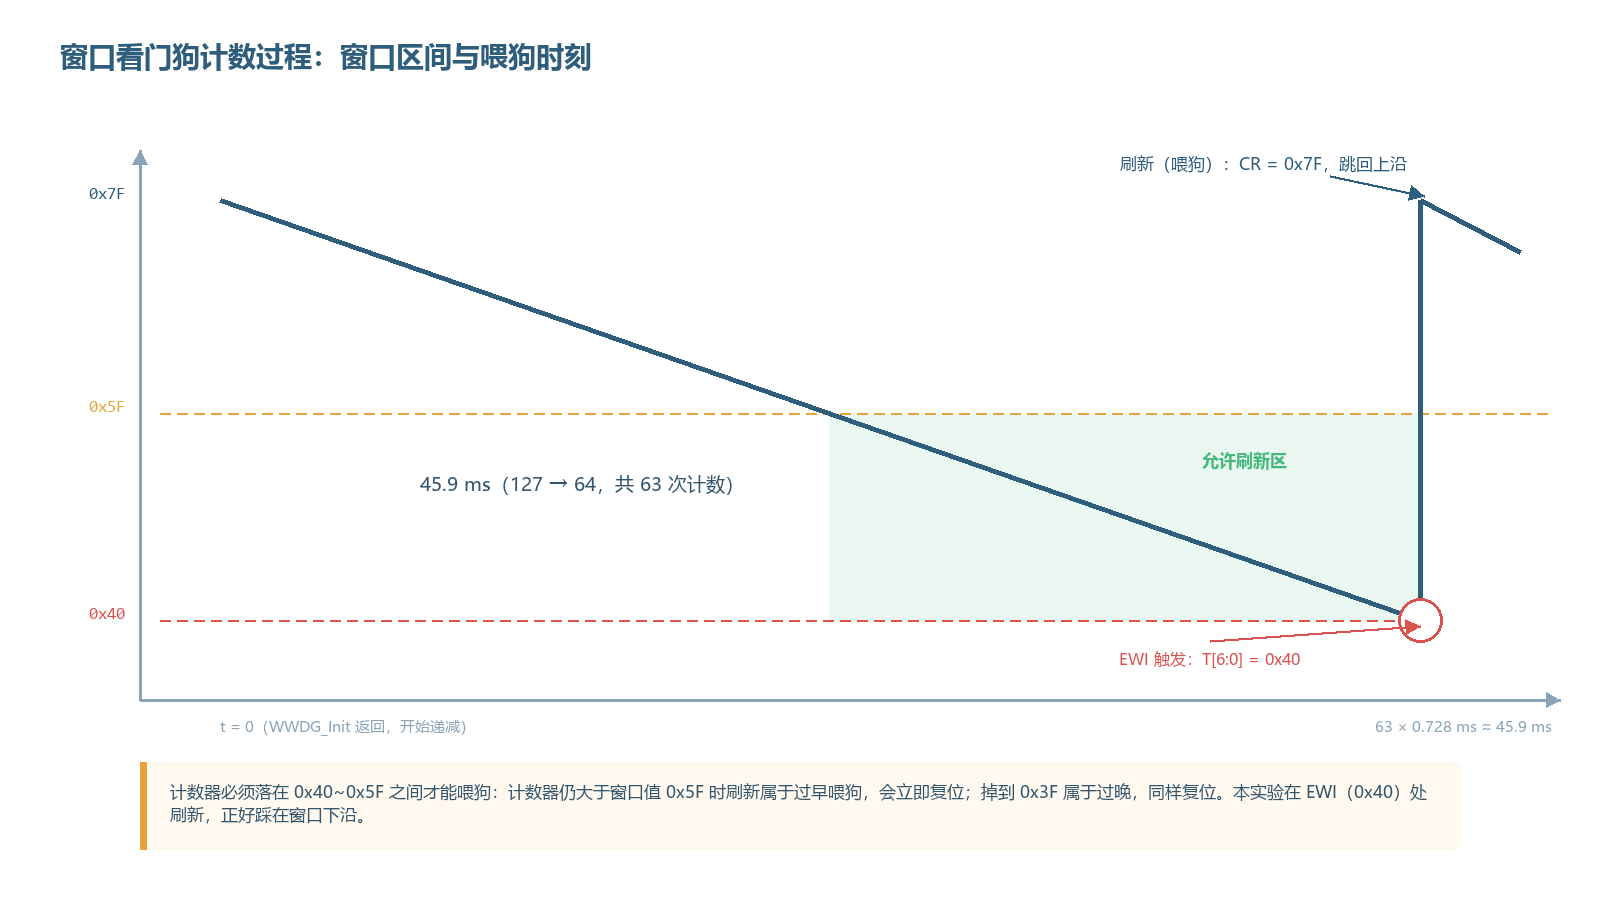 窗口看门狗计数过程：窗口区间与喂狗时刻
刷新（喂狗）：CR = 0x7F，跳回上沿
0x7F
0x5F
允许刷新区
45.9 ms（127 → 64，共 63 次计数）
0x40
EWI 触发：T[6:0] = 0x40
t = 0（WWDG_Init 返回，开始递减）
63 × 0.728 ms ≈ 45.9 ms
计数器必须落在 0x40~0x5F 之间才能喂狗：计数器仍大于窗口值 0x5F 时刷新属于过早喂狗，会立即复位；掉到 0x3F 属于过晚，同样复位。本实验在 EWI（0x40）处
刷新，正好踩在窗口下沿。